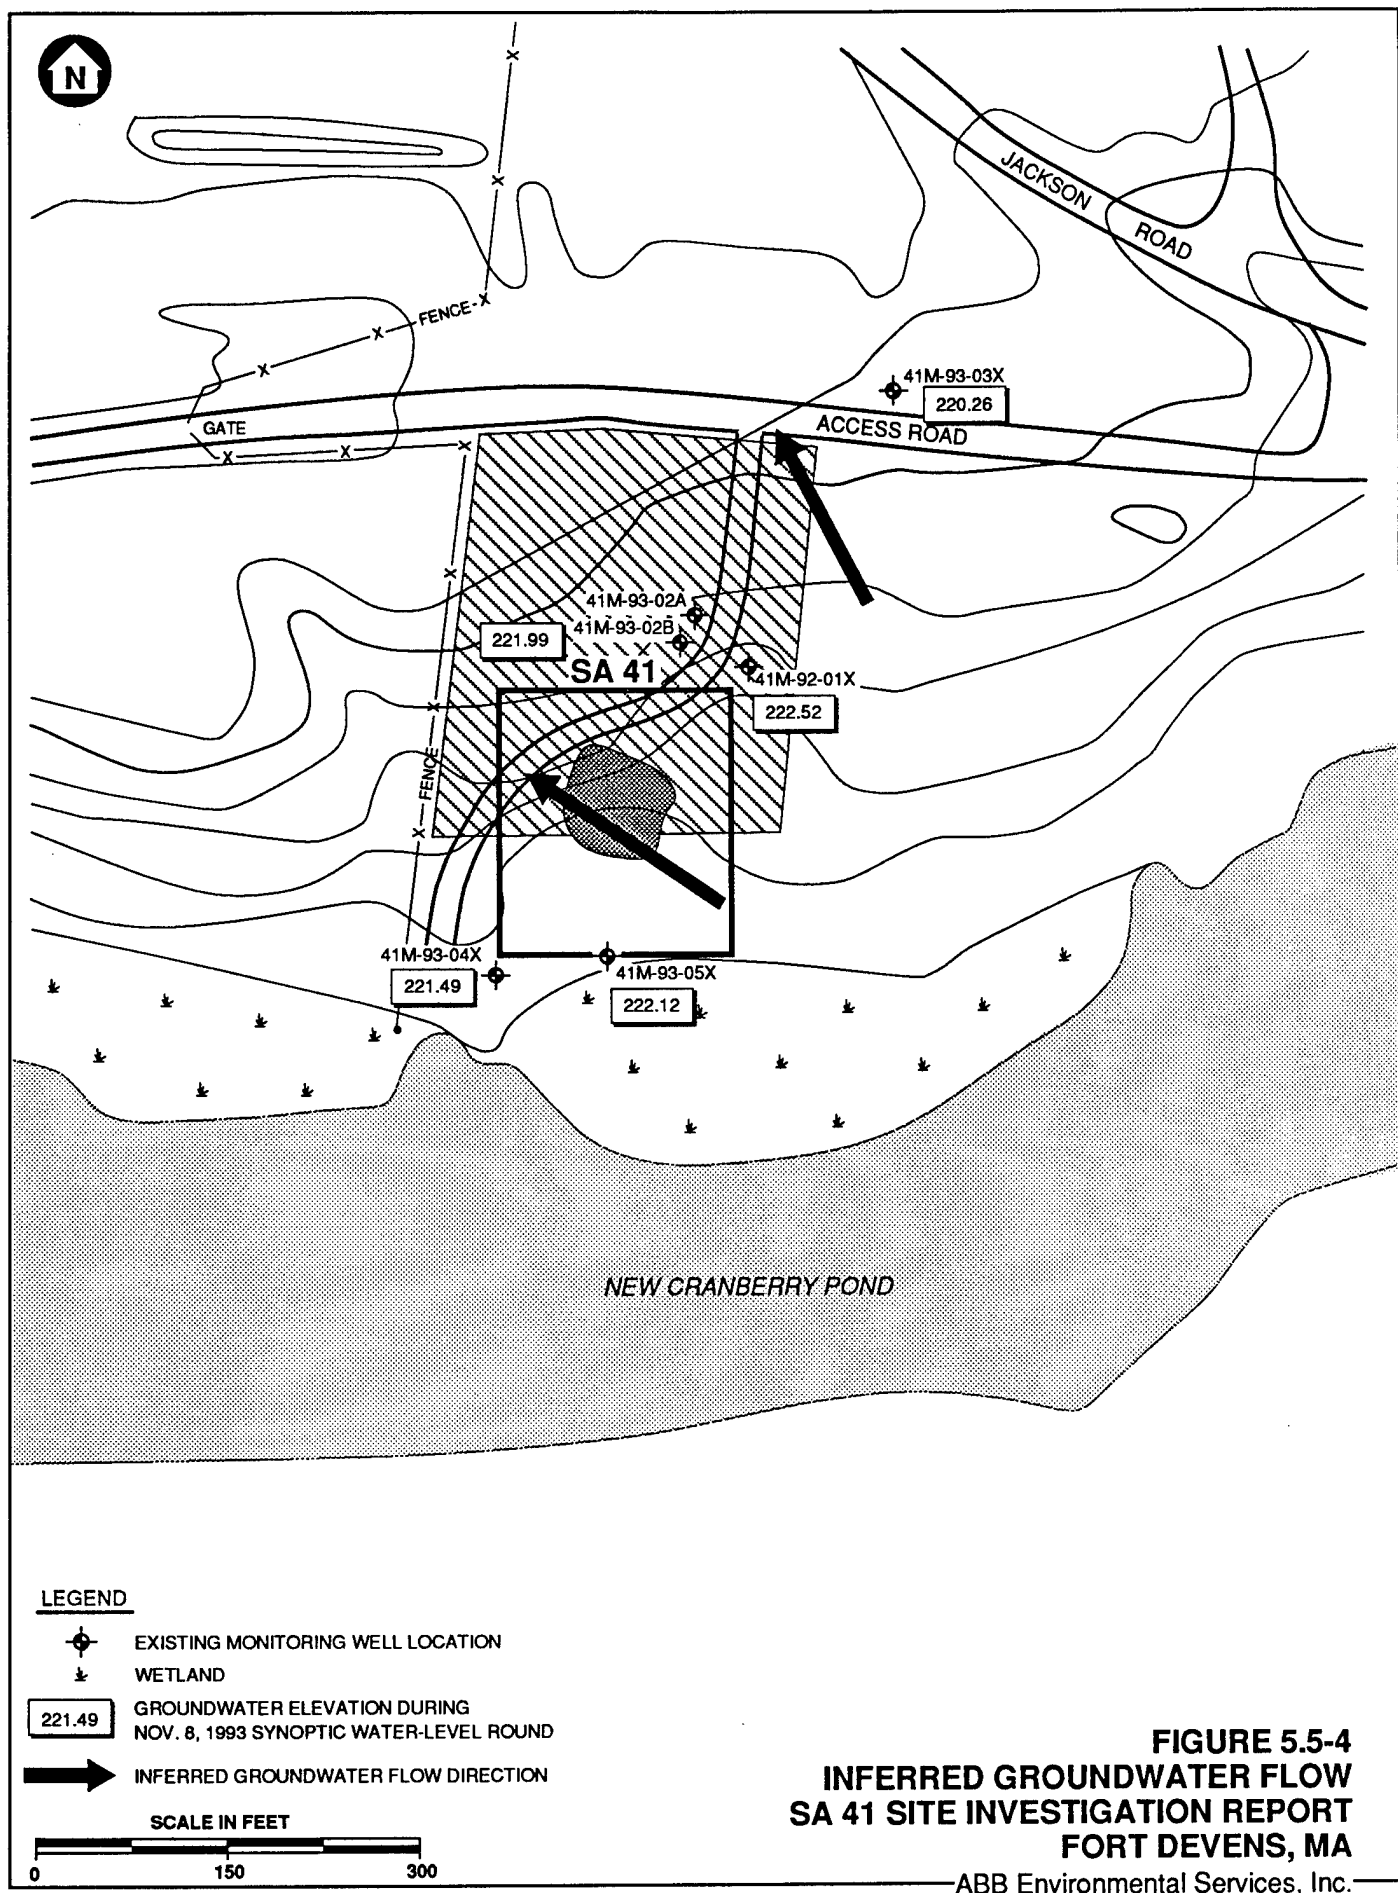 N
JACKSON
ROAD
FENCE
41M-93-03X
220.26
GATE
ACCESS ROAD
41M-93-02A
41M-93-02B
221.99
SA 41
41M-92-01X
222.52
FENCE
41M-93-04X
221.49
41M-93-05X
222.12
NEW CRANBERRY POND
LEGEND
EXISTING MONITORING WELL LOCATION
WETLAND
221.49
GROUNDWATER ELEVATION DURING
NOV. 8, 1993 SYNOPTIC WATER-LEVEL ROUND
INFERRED GROUNDWATER FLOW DIRECTION
SCALE IN FEET
0 150 300
FIGURE 5.5-4
INFERRED GROUNDWATER FLOW
SA 41 SITE INVESTIGATION REPORT
FORT DEVENS, MA
ABB Environmental Services, Inc.